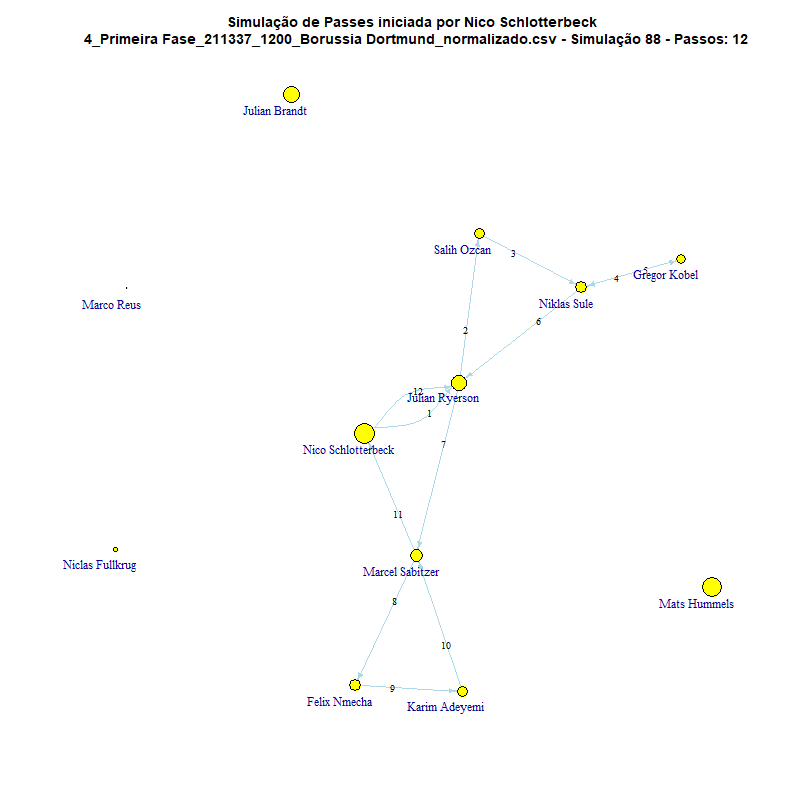 Simulação de Passes iniciada por Nico Schlotterbeck
4_Primeira Fase_211337_1200_Borussia Dortmund_normalizado.csv - Simulação 88 - Passos: 12
Julian Brandt
Salih Ozcan
3
Gregor Kobel
5
4
Marco Reus
Niklas Sule
6
2
12
Julian Ryerson
1
7
Nico Schlotterbeck
11
Niclas Fullkrug
Marcel Sabitzer
8
Mats Hummels
10
9
Felix Nmecha
Karim Adeyemi